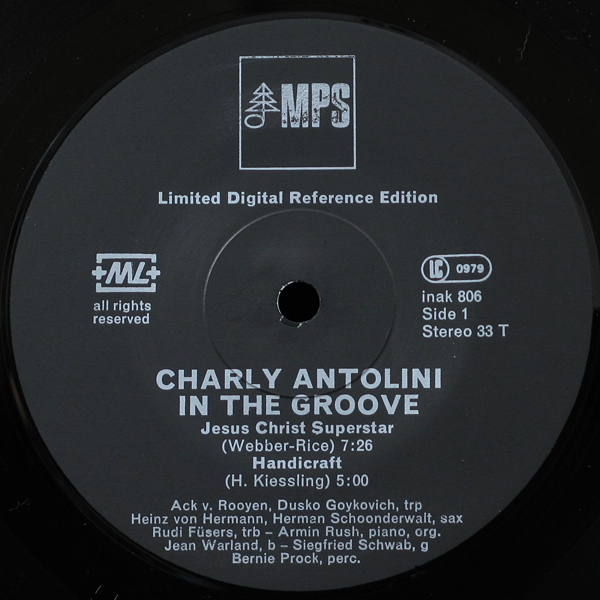 MPS
Limited Digital Reference Edition
+ML+
all rights
reserved
LC 0979
inak 806
Side 1
Stereo 33 T
CHARLY ANTOLINI
IN THE GROOVE
Jesus Christ Superstar
(Webber-Rice) 7:26
Handicraft
(H. Kiessling) 5:00
Ack v. Rooyen, Dusko Goykovich, trp
Heinz von Hermann, Herman Schoonderwalt, sax
Rudi Füsers, trb – Armin Rush, piano, org.
Jean Warland, b – Siegfried Schwab, g
Bernie Prock, perc.